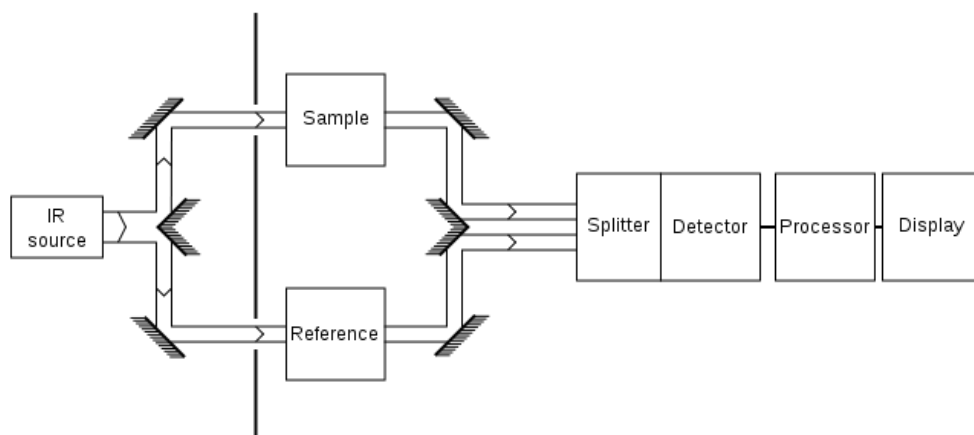 Sample
IR
source
Splitter
Detector
Processor
Display
Reference